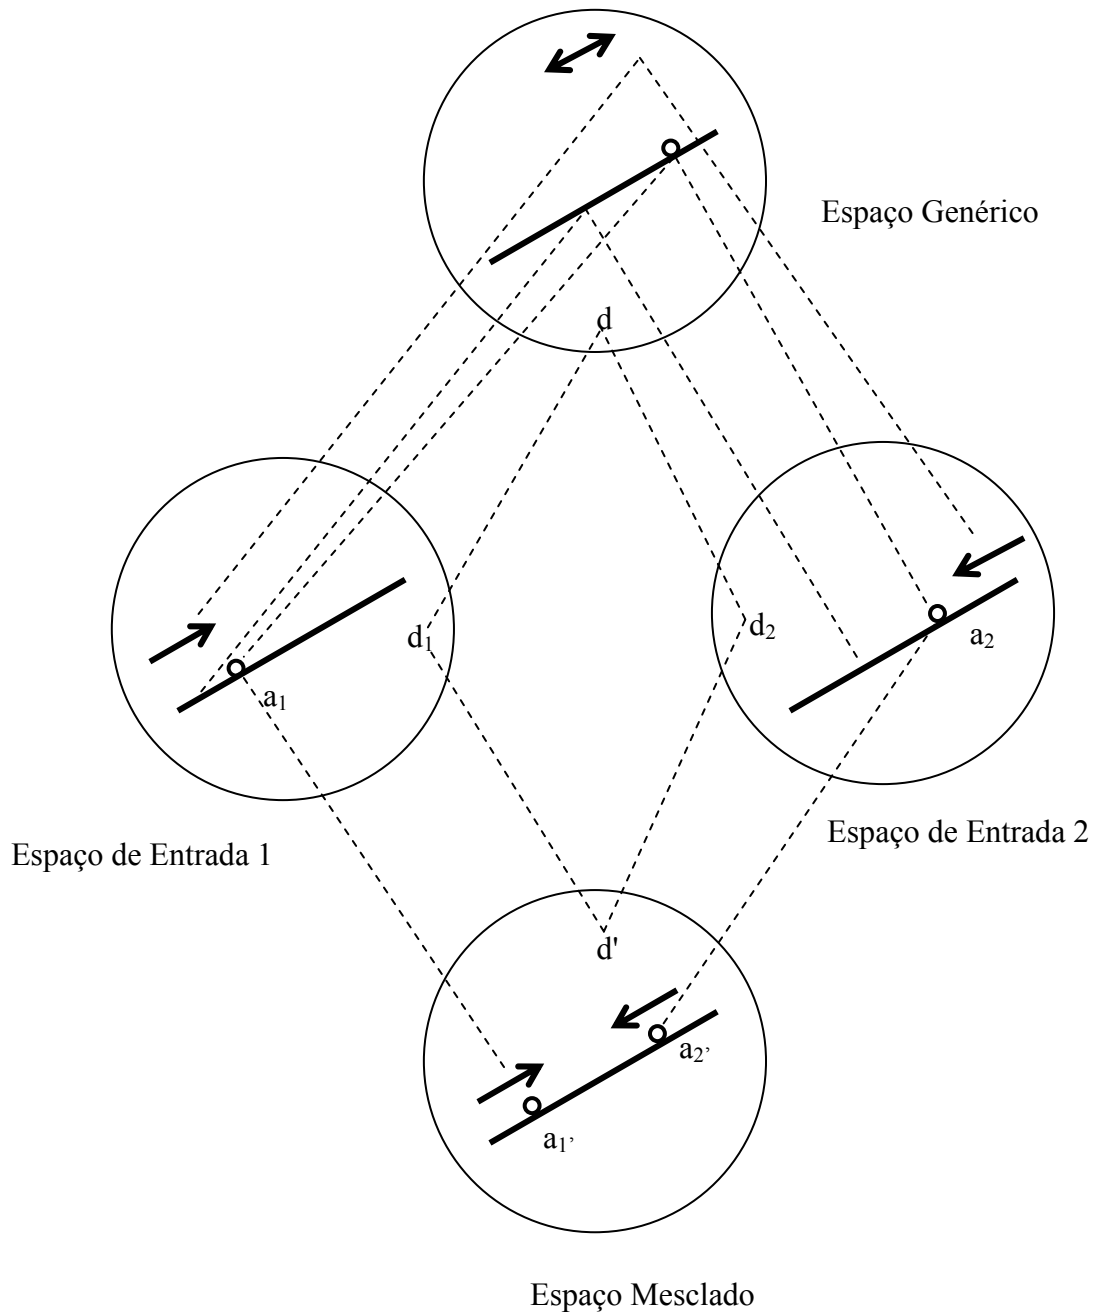 Espaço Genérico
d
d₁
d₂
a₂
a₁
Espaço de Entrada 2
Espaço de Entrada 1
d'
a₂’
a₁’
Espaço Mesclado